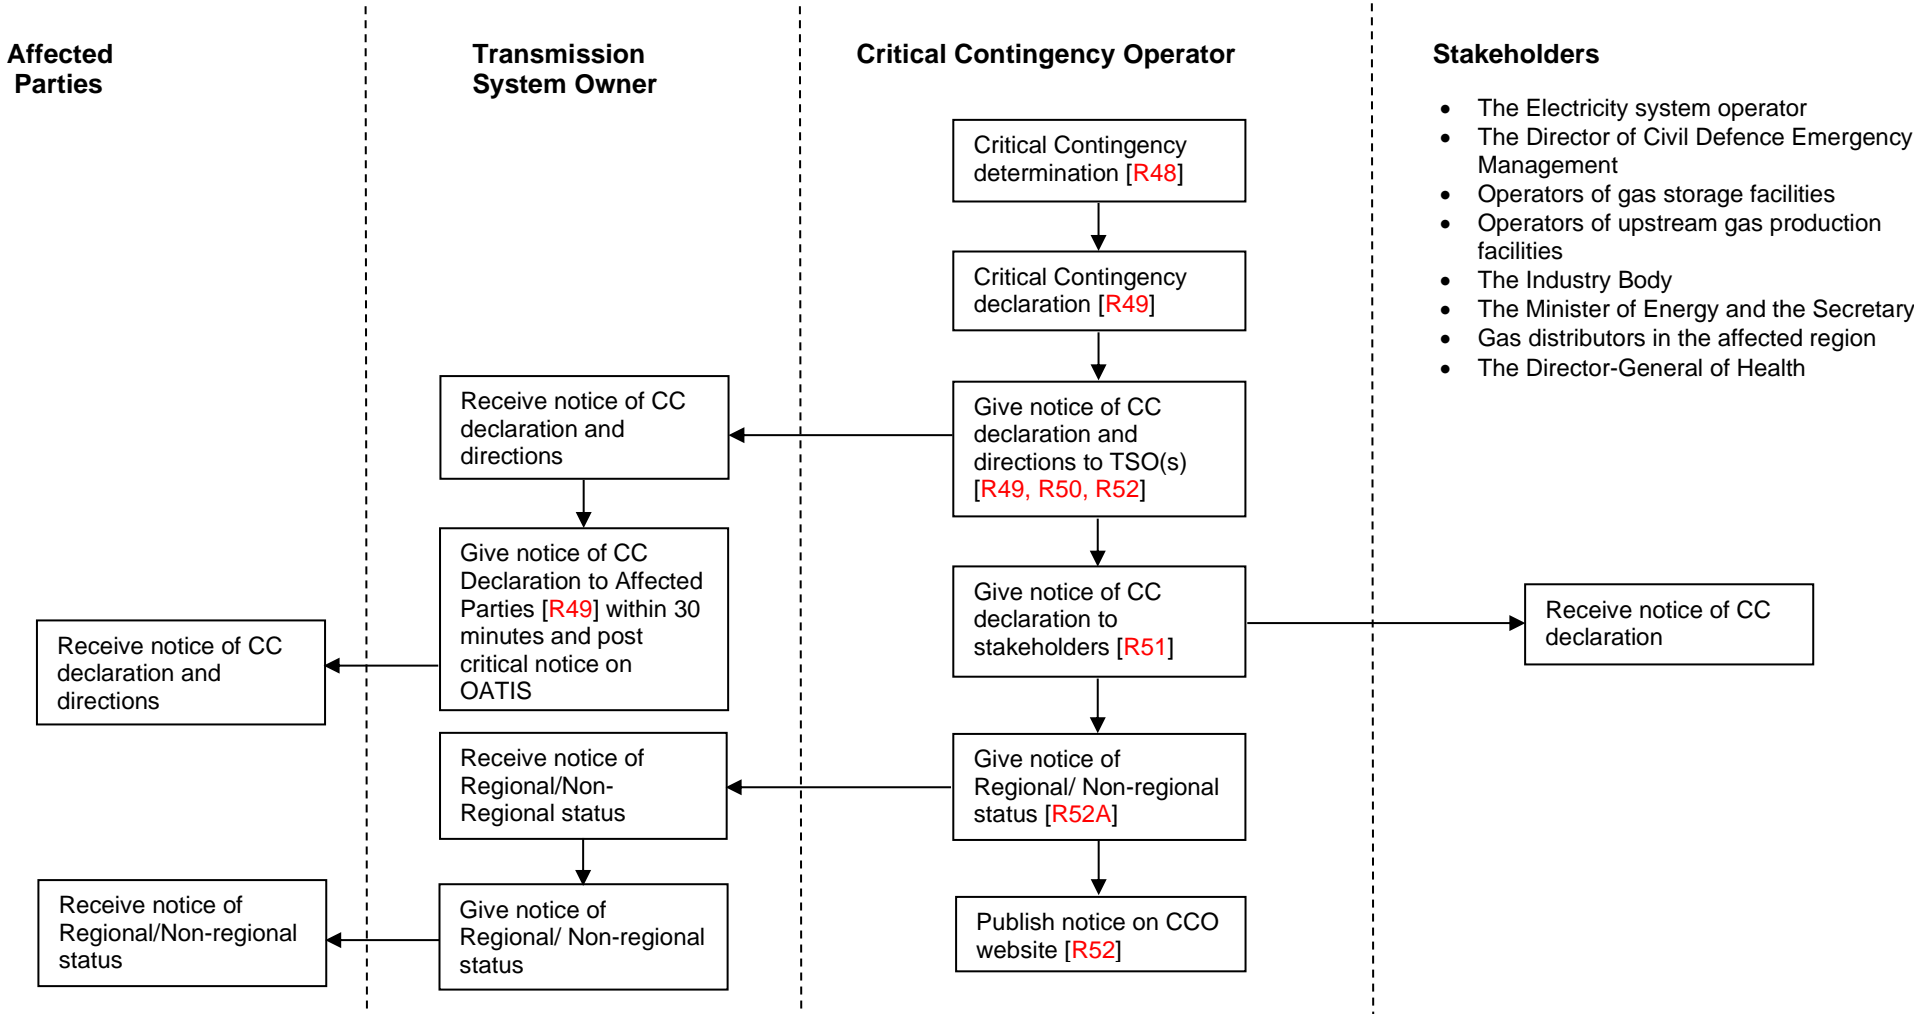 Affected
Parties
Transmission
System Owner
Critical Contingency Operator
Stakeholders
• The Electricity system operator
• The Director of Civil Defence Emergency
Management
• Operators of gas storage facilities
• Operators of upstream gas production
facilities
• The Industry Body
• The Minister of Energy and the Secretary
• Gas distributors in the affected region
• The Director-General of Health
Critical Contingency
determination [R48]
Critical Contingency
declaration [R49]
Give notice of CC
declaration and
directions to TSO(s)
[R49, R50, R52]
Receive notice of CC
declaration and
directions
Give notice of CC
Declaration to Affected
Parties [R49] within 30
minutes and post
critical notice on
OATIS
Receive notice of CC
declaration and
directions
Give notice of CC
declaration to
stakeholders [R51]
Receive notice of CC
declaration
Give notice of
Regional/ Non-regional
status [R52A]
Receive notice of
Regional/Non-
Regional status
Give notice of
Regional/ Non-regional
status
Receive notice of
Regional/Non-regional
status
Publish notice on CCO
website [R52]